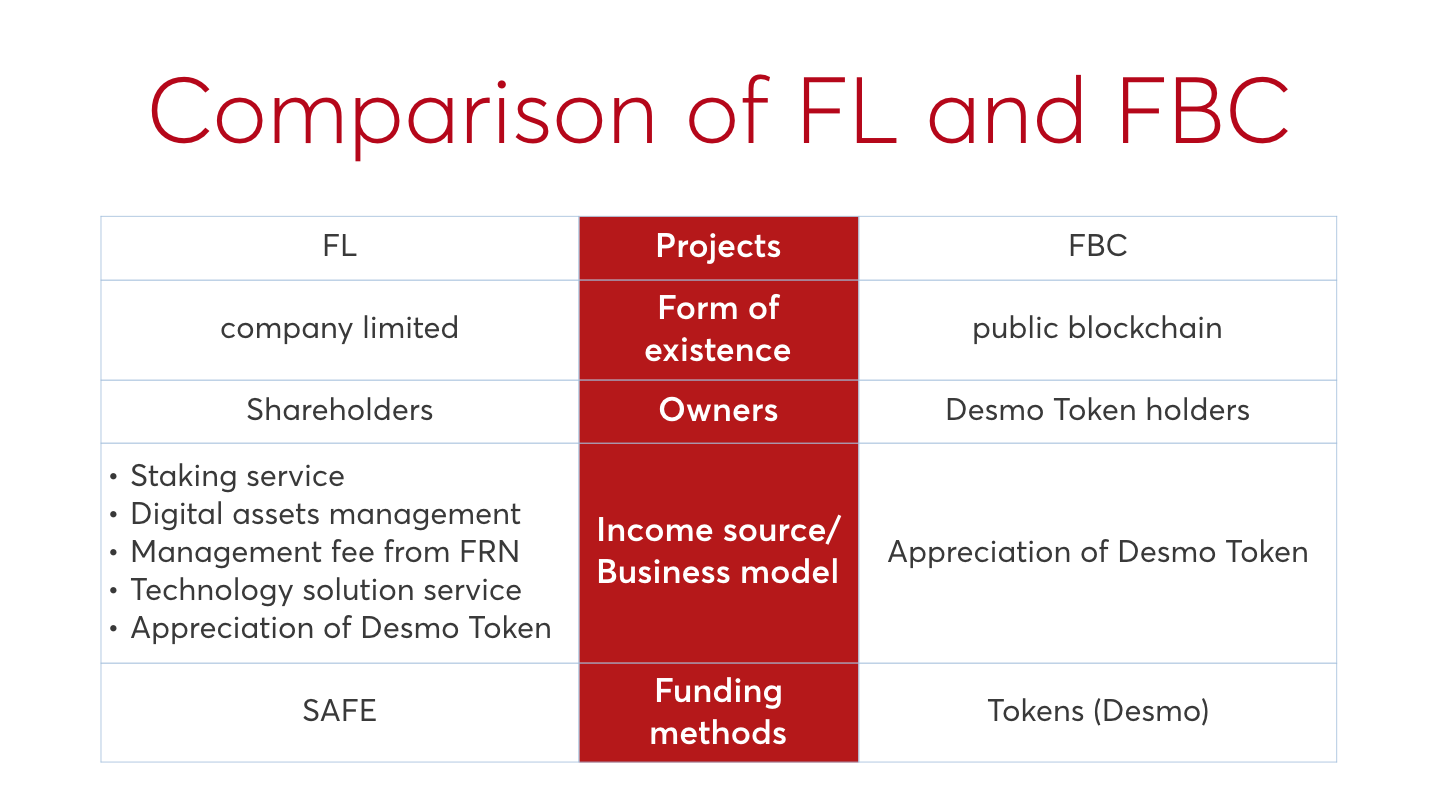 Comparison of FL and FBC
FL
Projects
FBC
company limited
Form of
existence
public blockchain
Shareholders
Owners
Desmo Token holders
• Staking service
• Digital assets management
• Management fee from FRN
• Technology solution service
• Appreciation of Desmo Token
Income source/
Business model
Appreciation of Desmo Token
SAFE
Funding
methods
Tokens (Desmo)